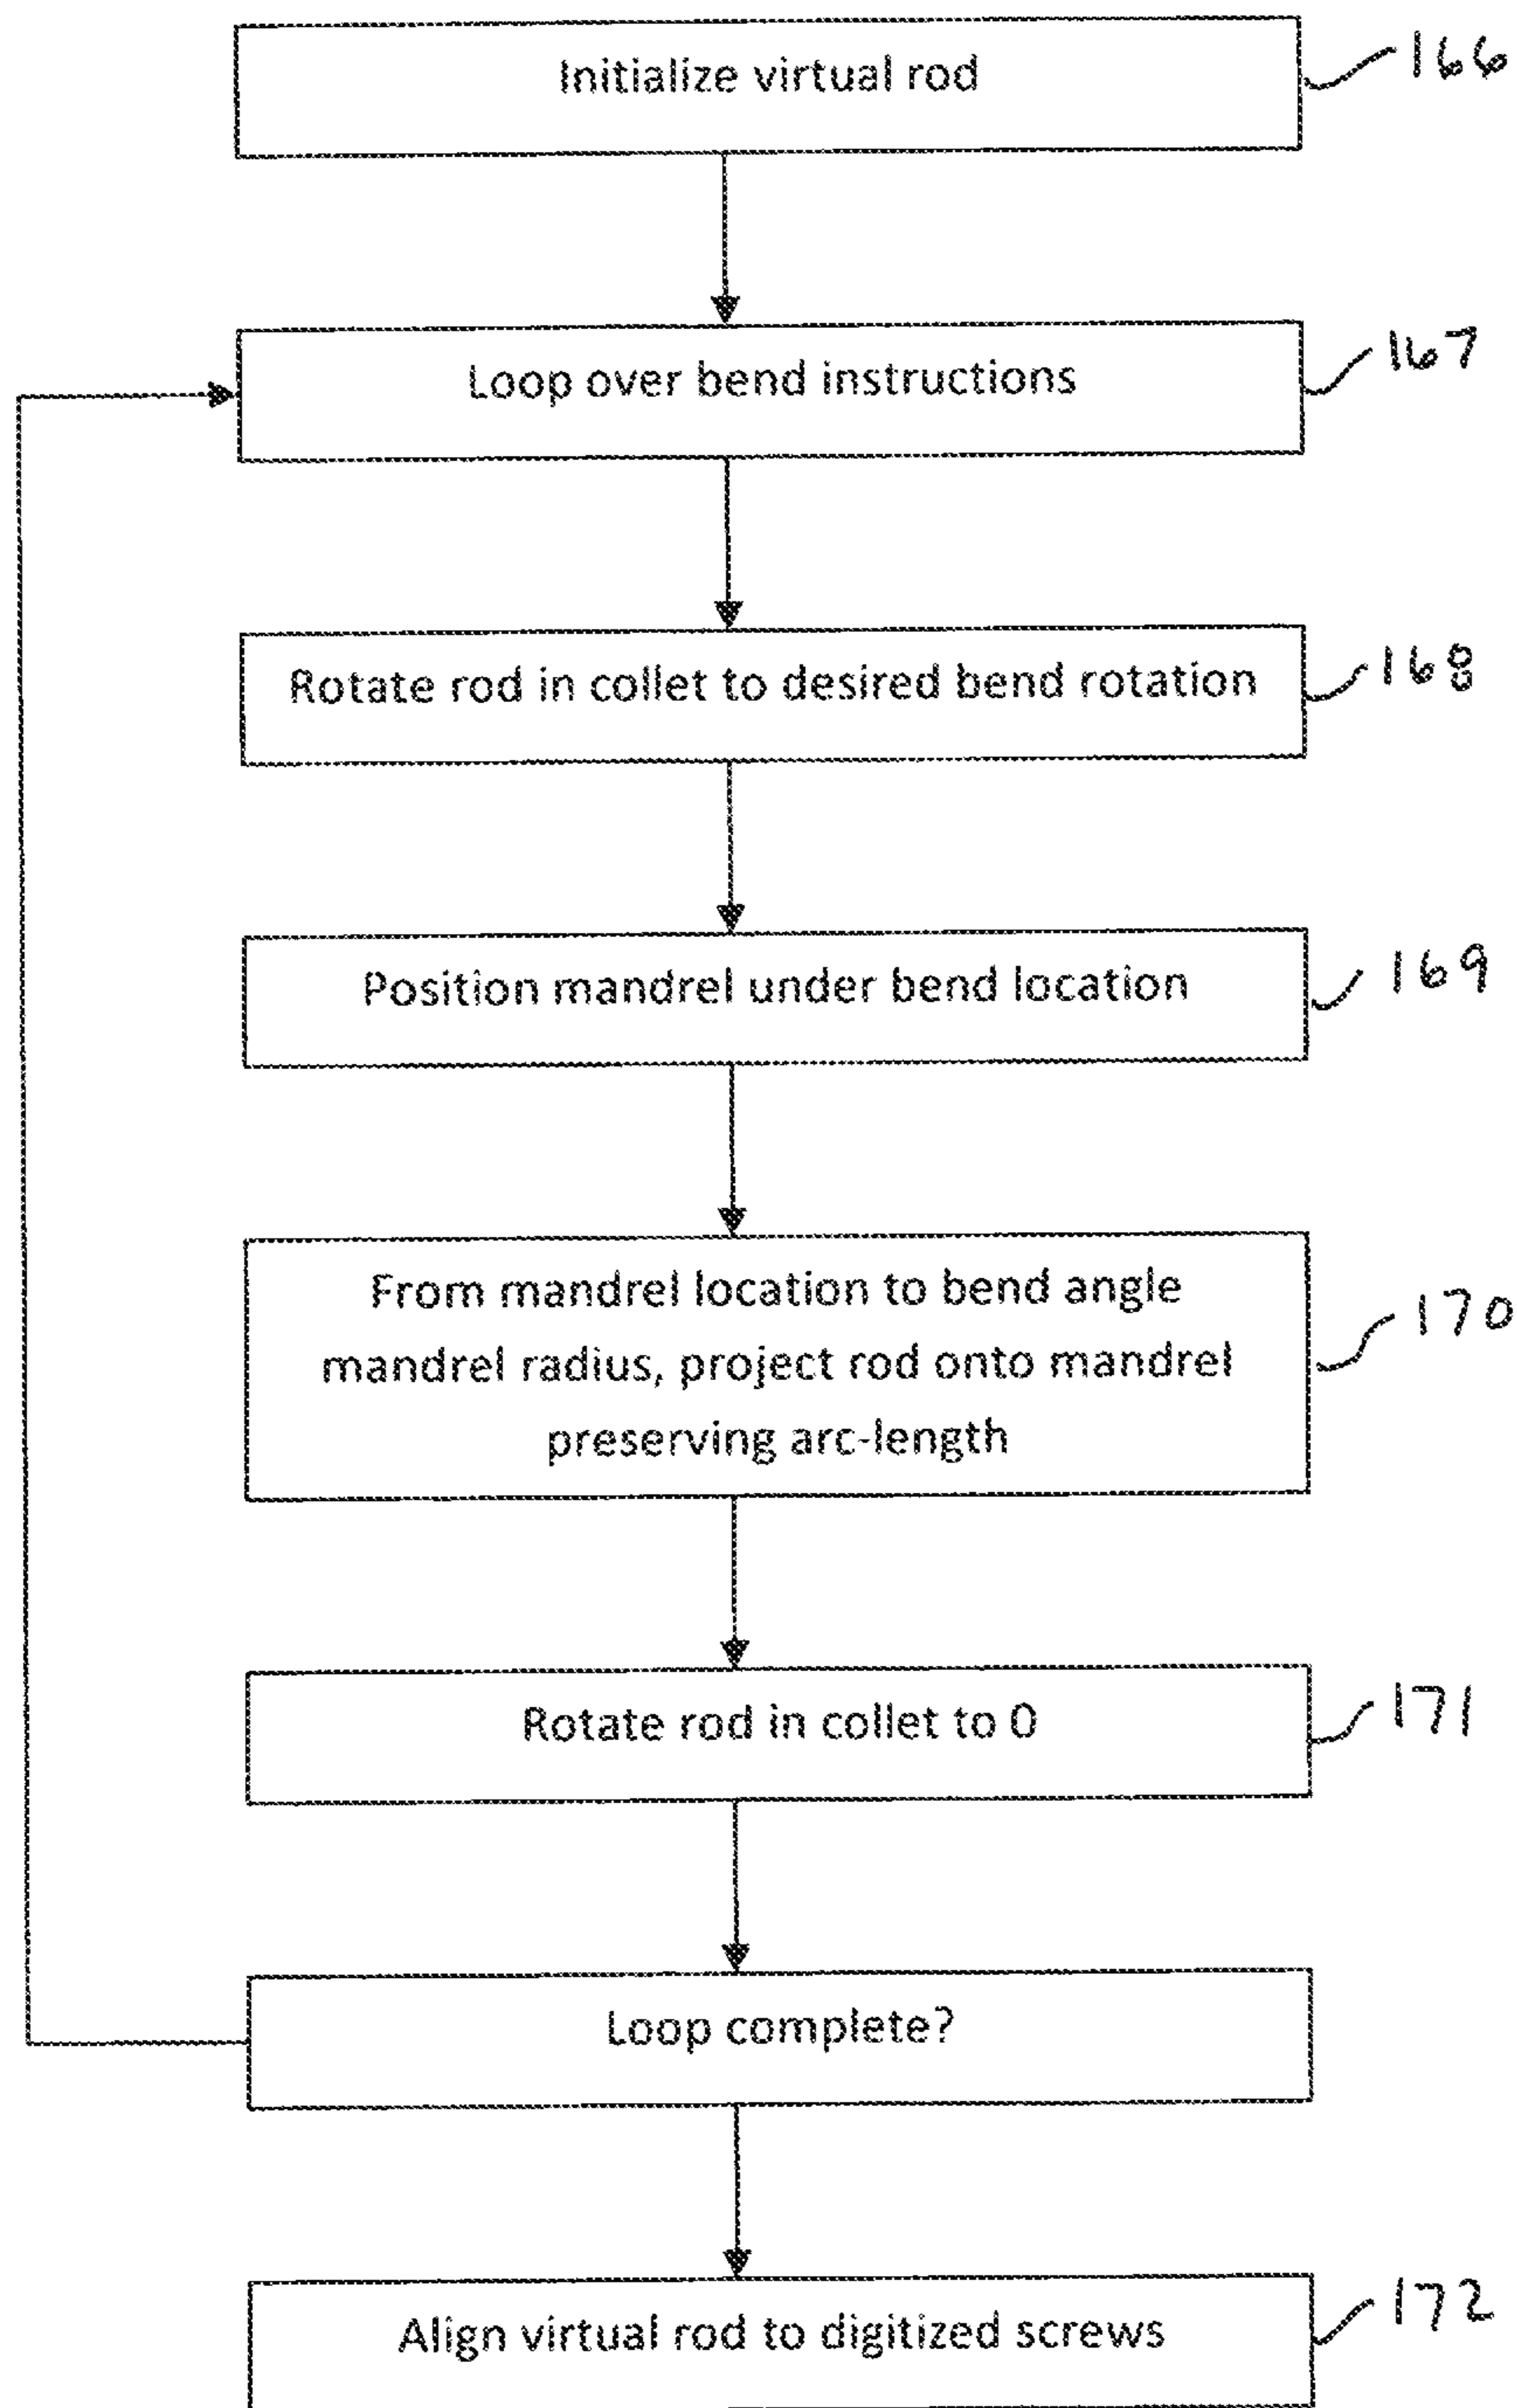 Initialize virtual rod
166
Loop over bend instructions
167
Rotate rod in collet to desired bend rotation
168
Position mandrel under bend location
169
From mandrel location to bend angle
mandrel radius, project rod onto mandrel
preserving arc-length
170
Rotate rod in collet to 0
171
Loop complete?
Align virtual rod to digitized screws
172